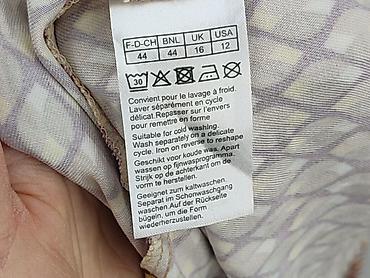 F-D-CH BNL UK USA
44 44 16 12
30
Convient pour le lavage à froid.
Laver séparément en cycle
délicat.Repasser sur l'envers
pour remettre en forme
Suitable for cold washing.
Wash separately on a delicate
cycle. Iron on reverse to reshape
Geschikt voor koude was. Apart
wassen op fijnwasprogramma.
Strijk op de achterkant om de
vorm te herstellen.
Geeignet zum kaltwaschen.
Separat im Schonwaschgang
waschen Auf der Rückseite
bügeln, um die Form
wiederherzustellen.